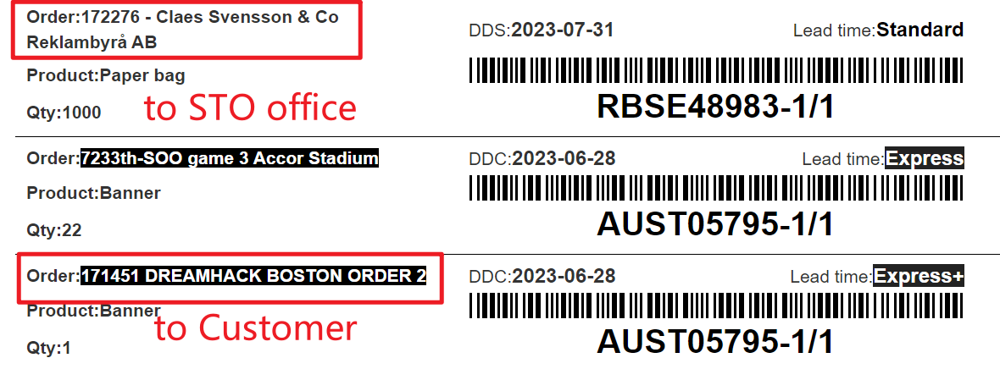 Order:172276 - Claes Svensson & Co
Reklambyrå AB
DDS:2023-07-31
Lead time:Standard
Product:Paper bag
Qty:1000
to STO office
RBSE48983-1/1
Order:7233th-SOO game 3 Accor Stadium
DDC:2023-06-28
Lead time:Express
Product:Banner
Qty:22
AUST05795-1/1
Order:171451 DREAMHACK BOSTON ORDER 2
DDC:2023-06-28
Lead time:Express+
Product:Banner
to Customer
Qty:1
AUST05795-1/1